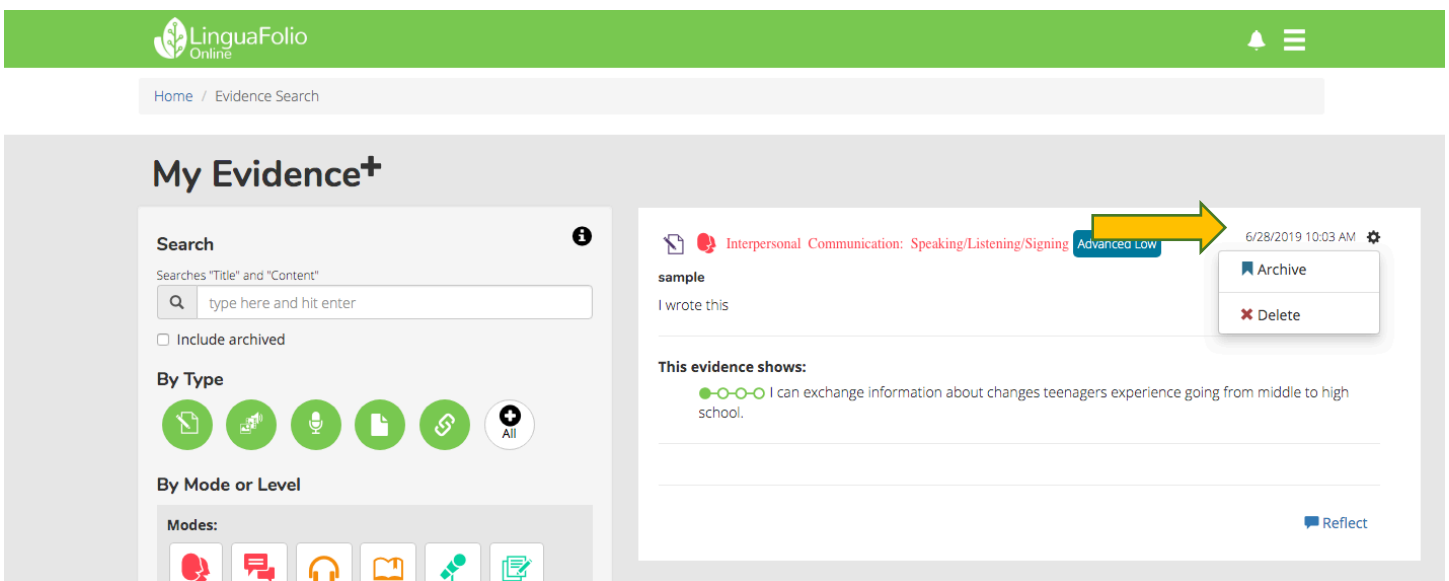 LinguaFolio
Online
Home / Evidence Search
My Evidence+
Search
Searches "Title" and "Content"
type here and hit enter
Include archived
By Type
All
By Mode or Level
Modes:
Interpersonal Communication: Speaking/Listening/Signing Advanced Low
6/28/2019 10:03 AM
Archive
Delete
sample
I wrote this
This evidence shows:
I can exchange information about changes teenagers experience going from middle to high
school.
Reflect